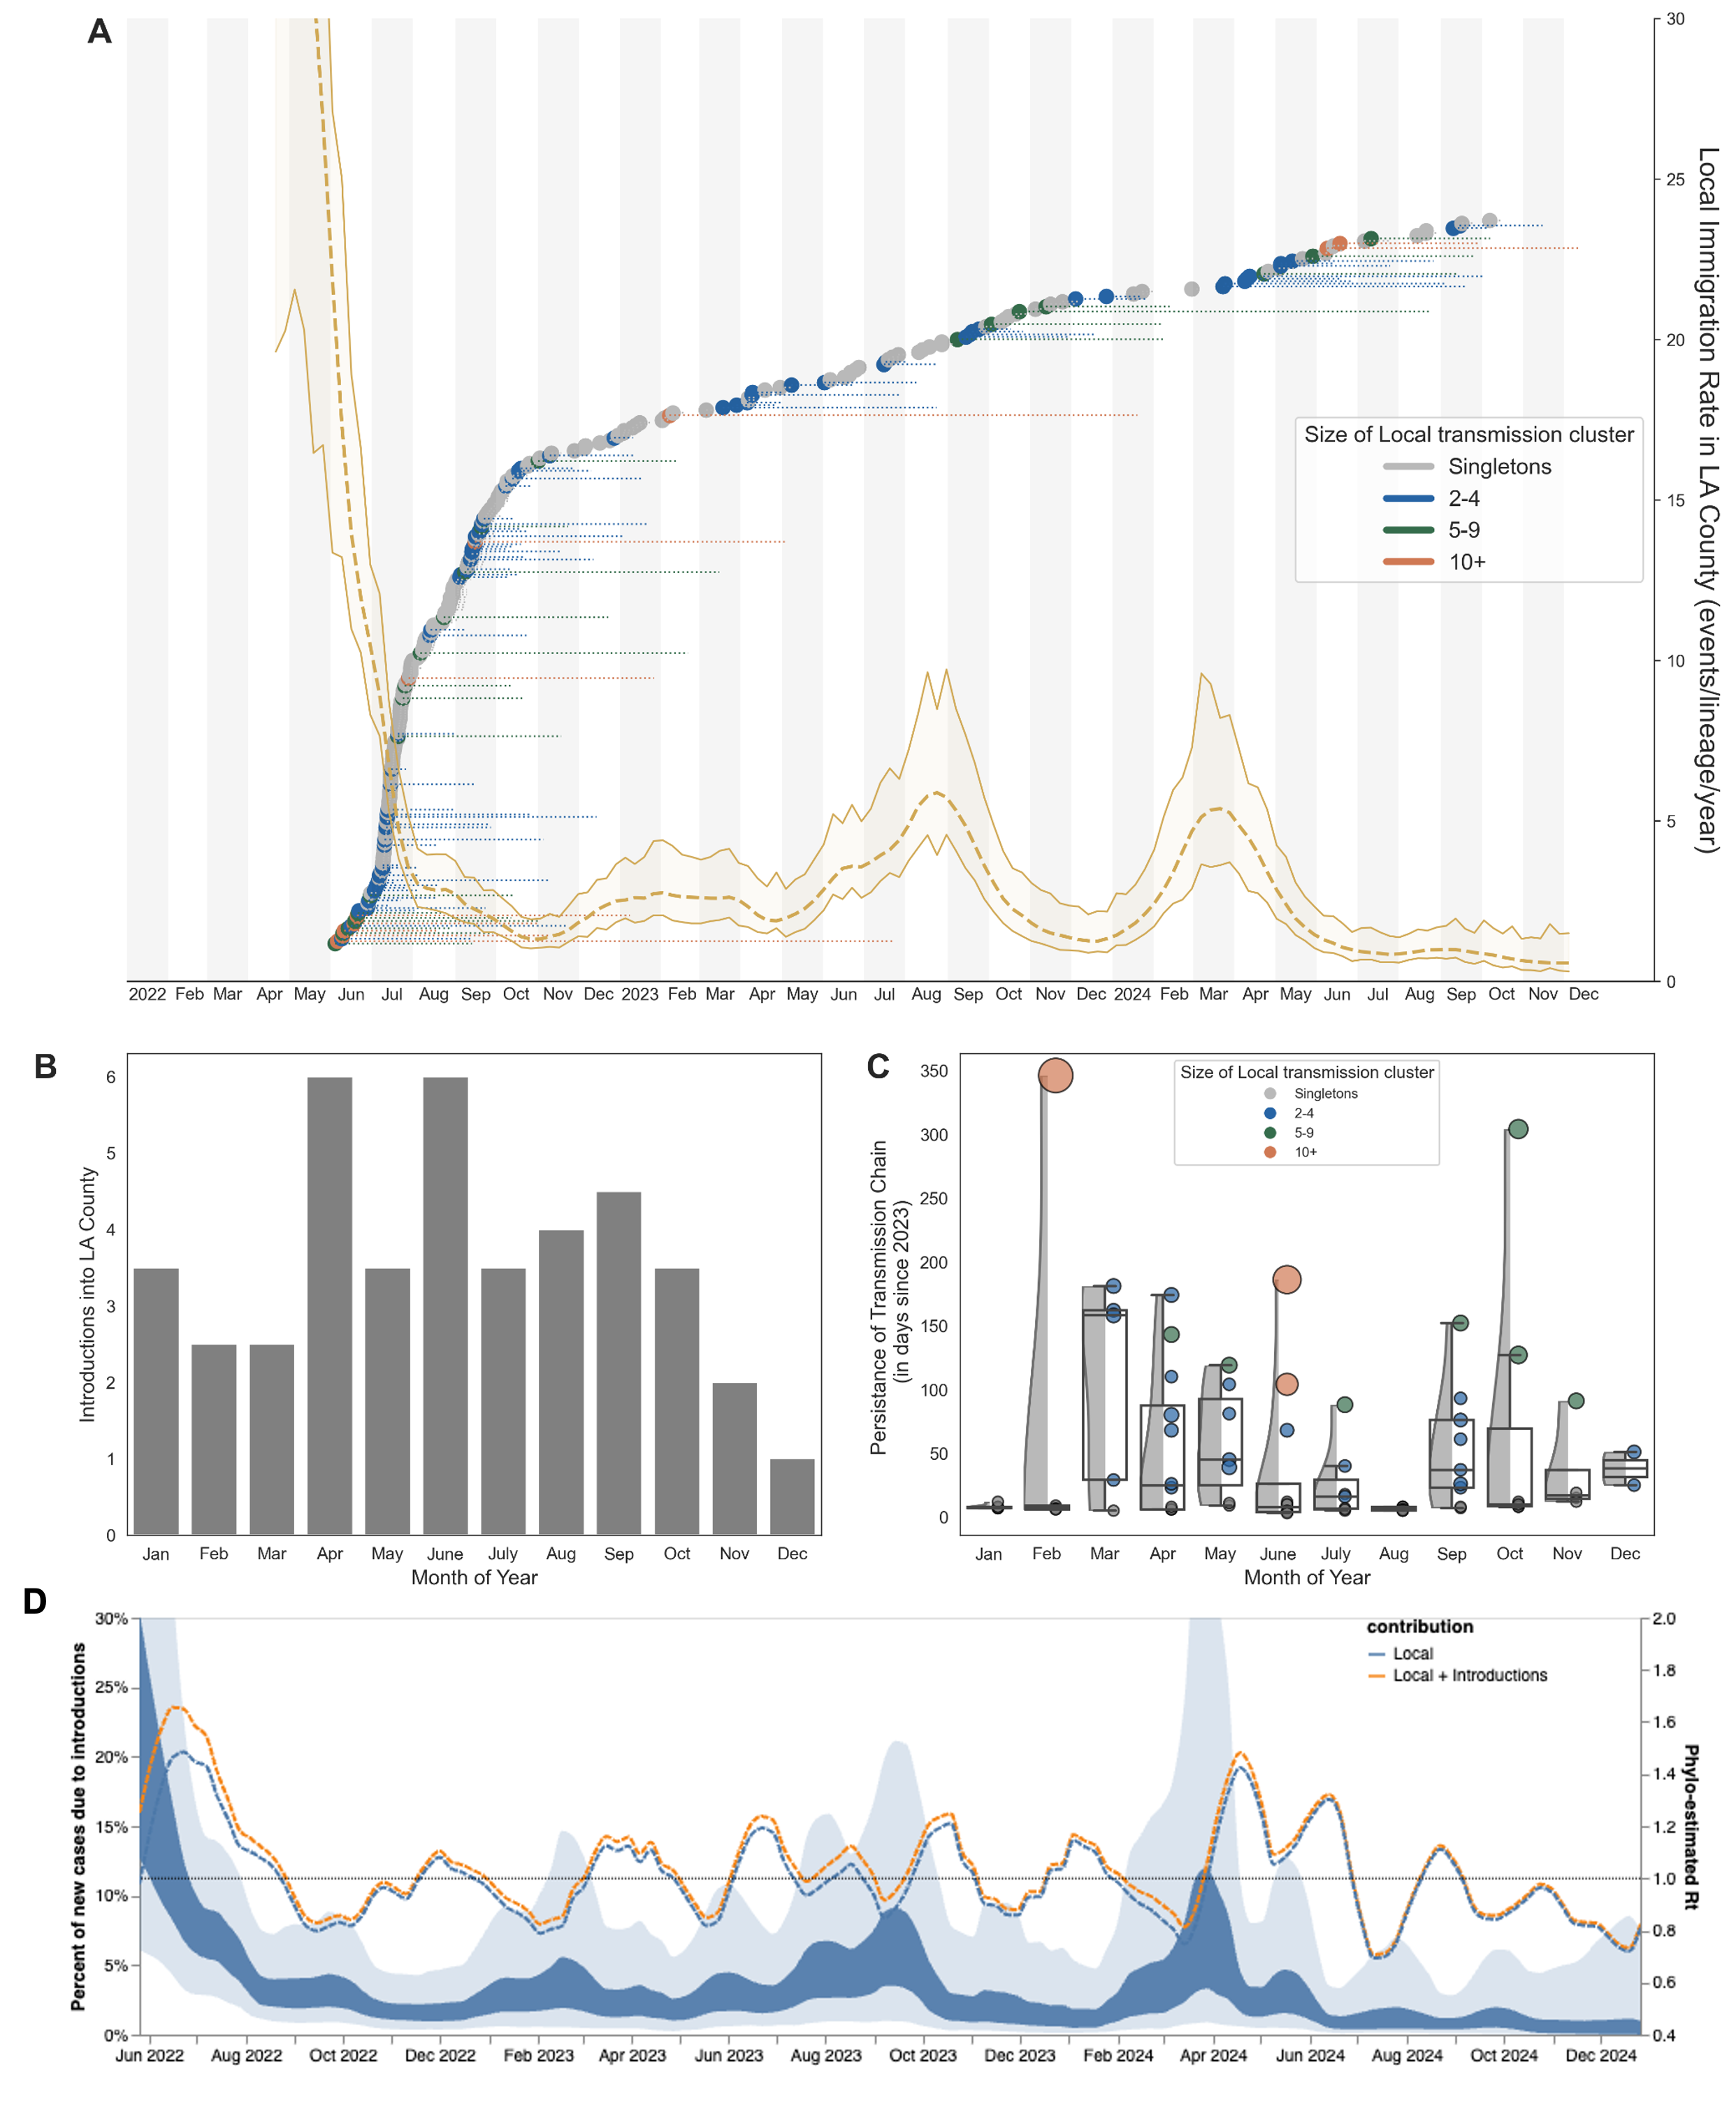 A
30
25
20
15
10
5
0
Local Immigration Rate in LA County (events/lineage/year)
Size of Local transmission cluster
Singletons
2-4
5-9
10+
2022 Feb Mar Apr May Jun Jul Aug Sep Oct Nov Dec 2023 Feb Mar Apr May Jun Jul Aug Sep Oct Nov Dec 2024 Feb Mar Apr May Jun Jul Aug Sep Oct Nov Dec
B
6
5
4
3
2
1
0
Introductions into LA County
Jan Feb Mar Apr May June July Aug Sep Oct Nov Dec
Month of Year
C
350
300
250
200
150
100
50
0
Persistance of Transmission Chain
(in days since 2023)
Size of Local transmission cluster
Singletons
2-4
5-9
10+
Jan Feb Mar Apr May June July Aug Sep Oct Nov Dec
Month of Year
D
30%
25%
20%
15%
10%
5%
0%
Percent of new cases due to introductions
contribution
Local
Local + Introductions
2.0
1.8
1.6
1.4
1.2
1.0
0.8
0.6
0.4
Phylo-estimated Rt
Jun 2022 Aug 2022 Oct 2022 Dec 2022 Feb 2023 Apr 2023 Jun 2023 Aug 2023 Oct 2023 Dec 2023 Feb 2024 Apr 2024 Jun 2024 Aug 2024 Oct 2024 Dec 2024